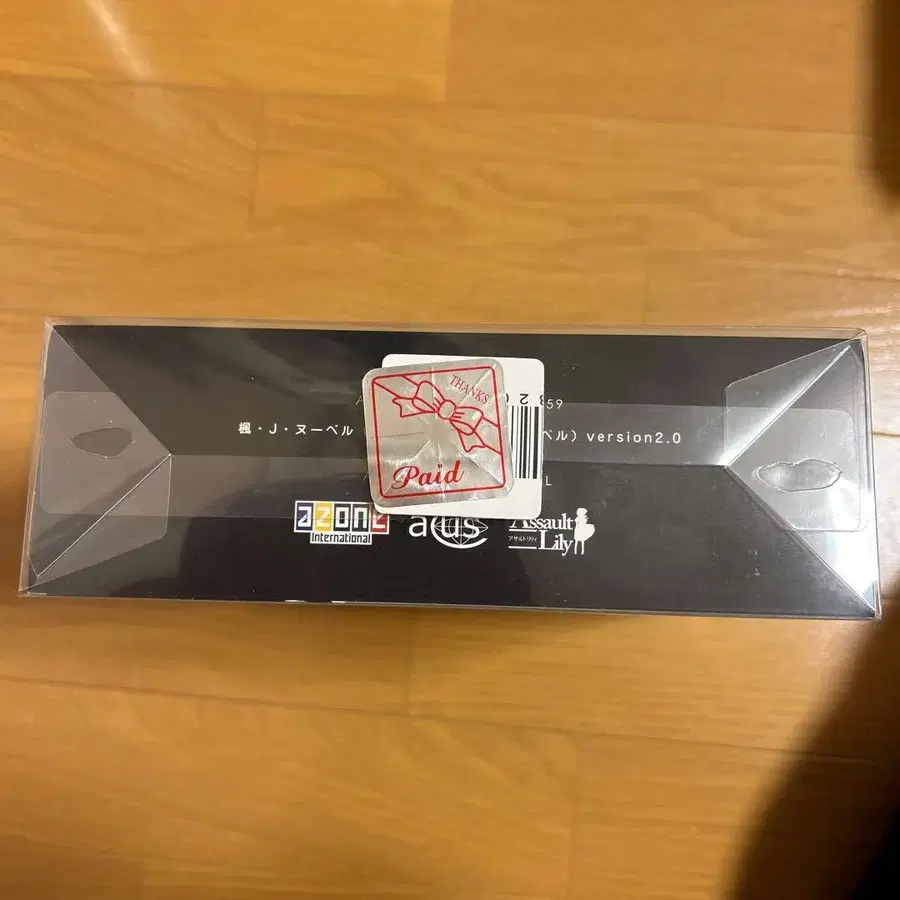 THANKS
Paid
59
楓・J・ヌーベル
ベル）version2.0
L
AZONE
International
acus
Assault
アサルトリリィ
Lily